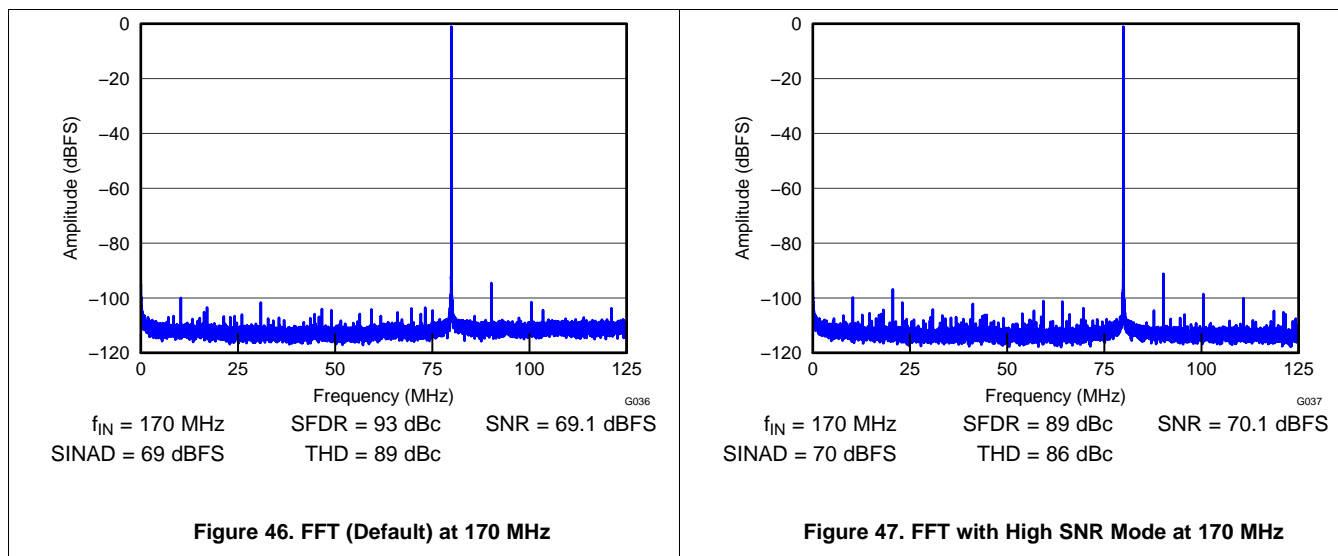 0
−20
−40
−60
−80
−100
−120
Amplitude (dBFS)
0 25 50 75 100 125
Frequency (MHz)
G036
fIN = 170 MHz SFDR = 93 dBc SNR = 69.1 dBFS
SINAD = 69 dBFS THD = 89 dBc
Figure 46. FFT (Default) at 170 MHz
0
−20
−40
−60
−80
−100
−120
Amplitude (dBFS)
0 25 50 75 100 125
Frequency (MHz)
G037
fIN = 170 MHz SFDR = 89 dBc SNR = 70.1 dBFS
SINAD = 70 dBFS THD = 86 dBc
Figure 47. FFT with High SNR Mode at 170 MHz